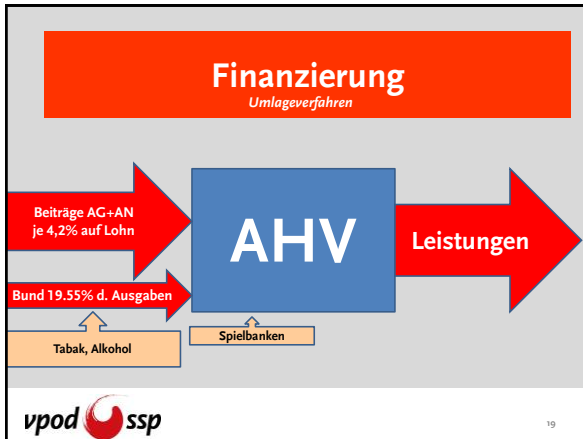 Finanzierung
Umlageverfahren
Beiträge AG+AN
je 4,2% auf Lohn
AHV
Leistungen
Bund 19.55% d. Ausgaben
Tabak, Alkohol
Spielbanken
vpod ssp
19